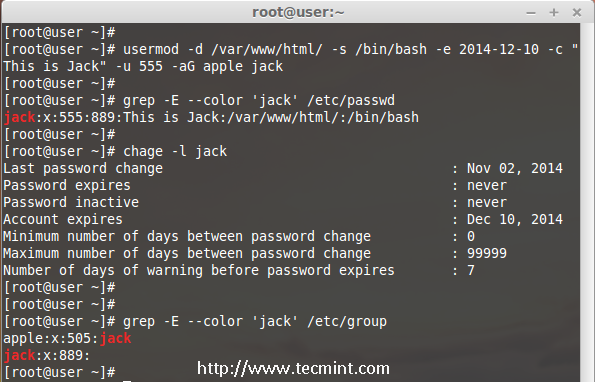 root@user:~
[root@user ~]#
[root@user ~]# usermod -d /var/www/html/ -s /bin/bash -e 2014-12-10 -c "
This is Jack" -u 555 -aG apple jack
[root@user ~]#
[root@user ~]# grep -E --color 'jack' /etc/passwd
jack:x:555:889:This is Jack:/var/www/html/:/bin/bash
[root@user ~]#
[root@user ~]# chage -l jack
Last password change : Nov 02, 2014
Password expires : never
Password inactive : never
Account expires : Dec 10, 2014
Minimum number of days between password change : 0
Maximum number of days between password change : 99999
Number of days of warning before password expires : 7
[root@user ~]#
[root@user ~]#
[root@user ~]# grep -E --color 'jack' /etc/group
apple:x:505:jack
jack:x:889:
[root@user ~]#
http://www.tecmint.com